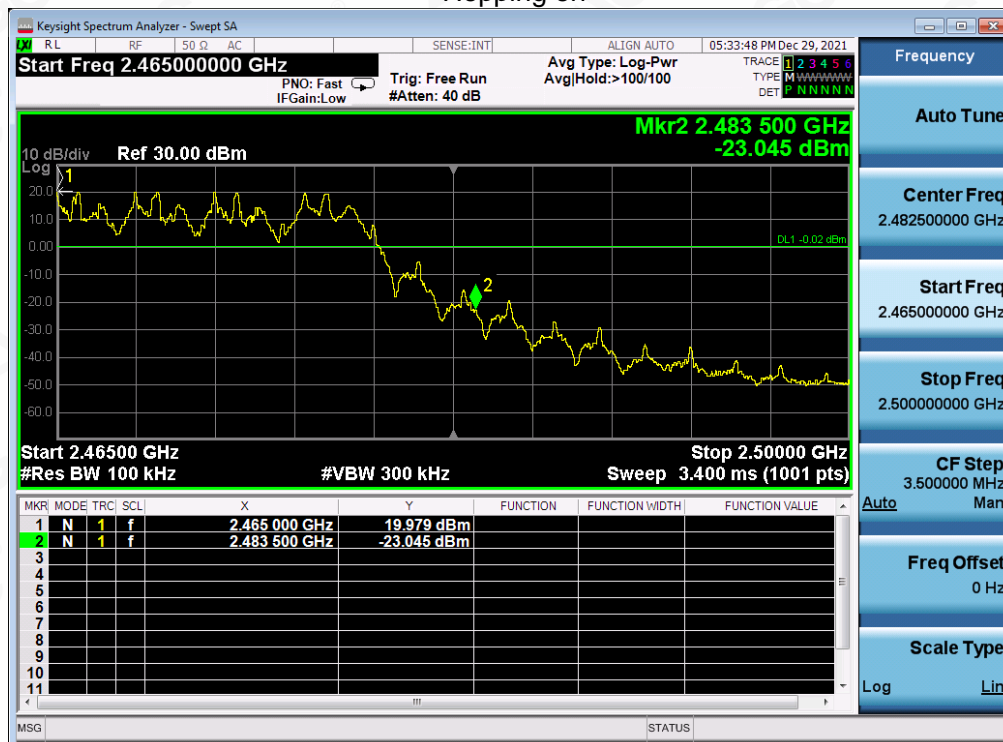 Keysight Spectrum Analyzer - Swept SA
LXI RL RF 50 Ω AC SENSE:INT ALIGN AUTO 05:33:48 PM Dec 29, 2021
Start Freq 2.465000000 GHz
PNO: Fast
IFGain:Low
Trig: Free Run
#Atten: 40 dB
Avg Type: Log-Pwr
Avg|Hold:>100/100
TRACE 1 2 3 4 5 6
TYPE M WWWWW
DET P N N N N N
Mkr2 2.483 500 GHz
-23.045 dBm
10 dB/div Ref 30.00 dBm
Log
1
20.0
10.0
0.00
DL1 -0.02 dBm
-10.0
2
-20.0
-30.0
-40.0
-50.0
-60.0
Start 2.46500 GHz Stop 2.50000 GHz
#Res BW 100 kHz #VBW 300 kHz Sweep 3.400 ms (1001 pts)
MKR MODE TRC SCL X Y FUNCTION FUNCTION WIDTH FUNCTION VALUE
1 N 1 f 2.465 000 GHz 19.979 dBm
2 N 1 f 2.483 500 GHz -23.045 dBm
3
4
5
6
7
8
9
10
11
MSG STATUS
Frequency
Auto Tune
Center Freq
2.482500000 GHz
Start Freq
2.465000000 GHz
Stop Freq
2.500000000 GHz
CF Step
3.500000 MHz
Auto Man
Freq Offset
0 Hz
Scale Type
Log Lin